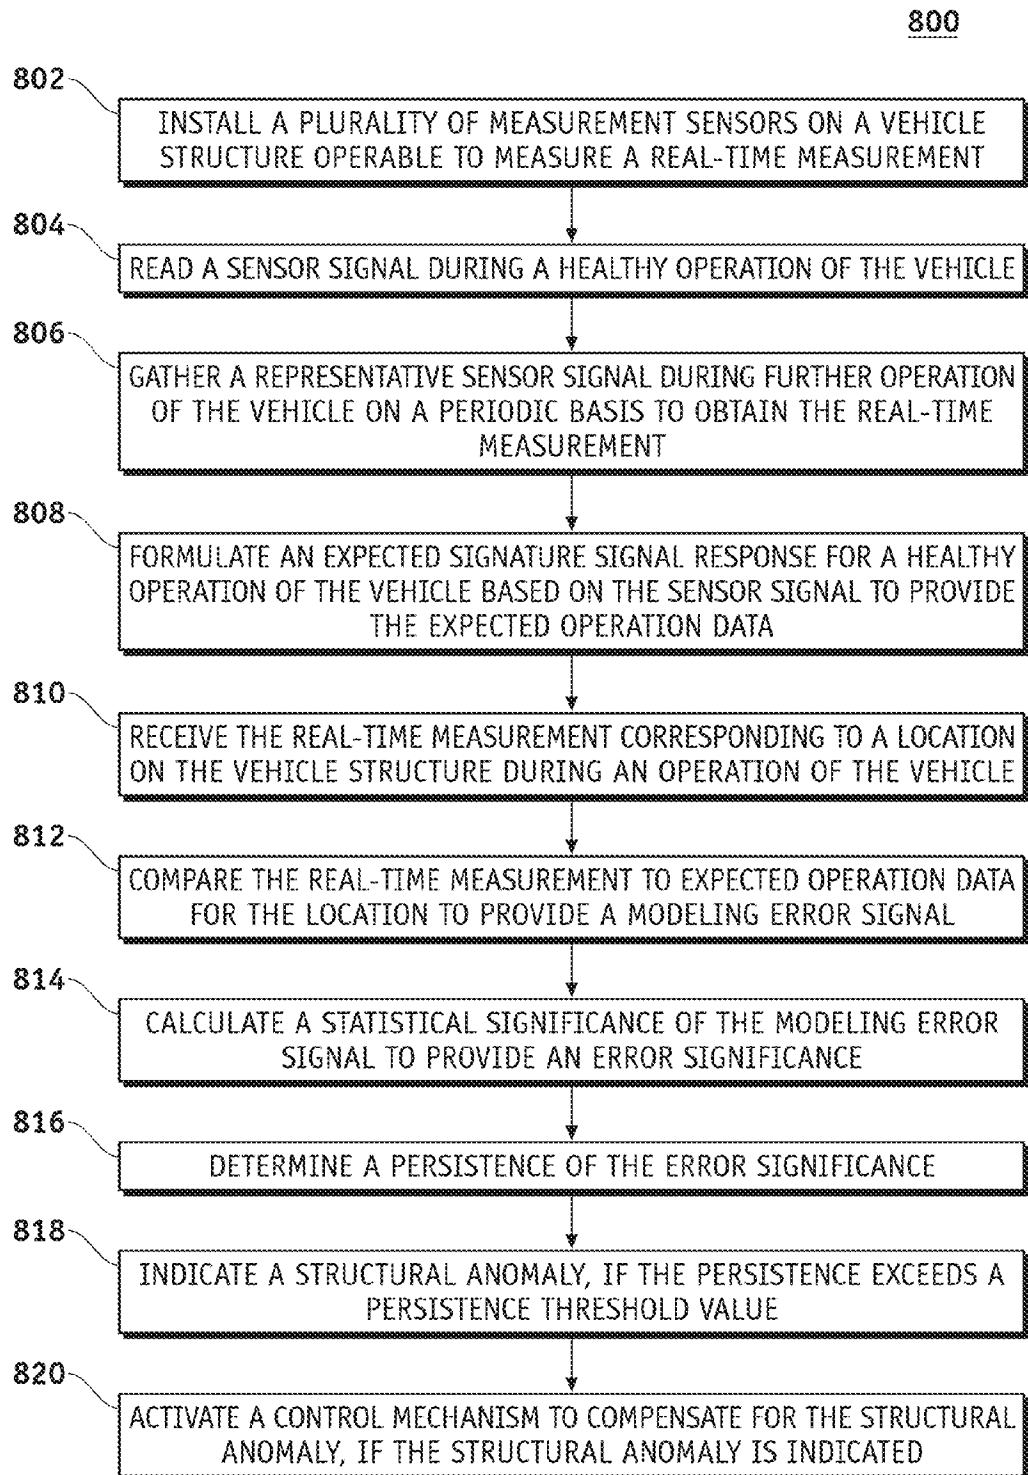 800
802
INSTALL A PLURALITY OF MEASUREMENT SENSORS ON A VEHICLE
STRUCTURE OPERABLE TO MEASURE A REAL-TIME MEASUREMENT
804
READ A SENSOR SIGNAL DURING A HEALTHY OPERATION OF THE VEHICLE
806
GATHER A REPRESENTATIVE SENSOR SIGNAL DURING FURTHER OPERATION
OF THE VEHICLE ON A PERIODIC BASIS TO OBTAIN THE REAL-TIME
MEASUREMENT
808
FORMULATE AN EXPECTED SIGNATURE SIGNAL RESPONSE FOR A HEALTHY
OPERATION OF THE VEHICLE BASED ON THE SENSOR SIGNAL TO PROVIDE
THE EXPECTED OPERATION DATA
810
RECEIVE THE REAL-TIME MEASUREMENT CORRESPONDING TO A LOCATION
ON THE VEHICLE STRUCTURE DURING AN OPERATION OF THE VEHICLE
812
COMPARE THE REAL-TIME MEASUREMENT TO EXPECTED OPERATION DATA
FOR THE LOCATION TO PROVIDE A MODELING ERROR SIGNAL
814
CALCULATE A STATISTICAL SIGNIFICANCE OF THE MODELING ERROR
SIGNAL TO PROVIDE AN ERROR SIGNIFICANCE
816
DETERMINE A PERSISTENCE OF THE ERROR SIGNIFICANCE
818
INDICATE A STRUCTURAL ANOMALY, IF THE PERSISTENCE EXCEEDS A
PERSISTENCE THRESHOLD VALUE
820
ACTIVATE A CONTROL MECHANISM TO COMPENSATE FOR THE STRUCTURAL
ANOMALY, IF THE STRUCTURAL ANOMALY IS INDICATED